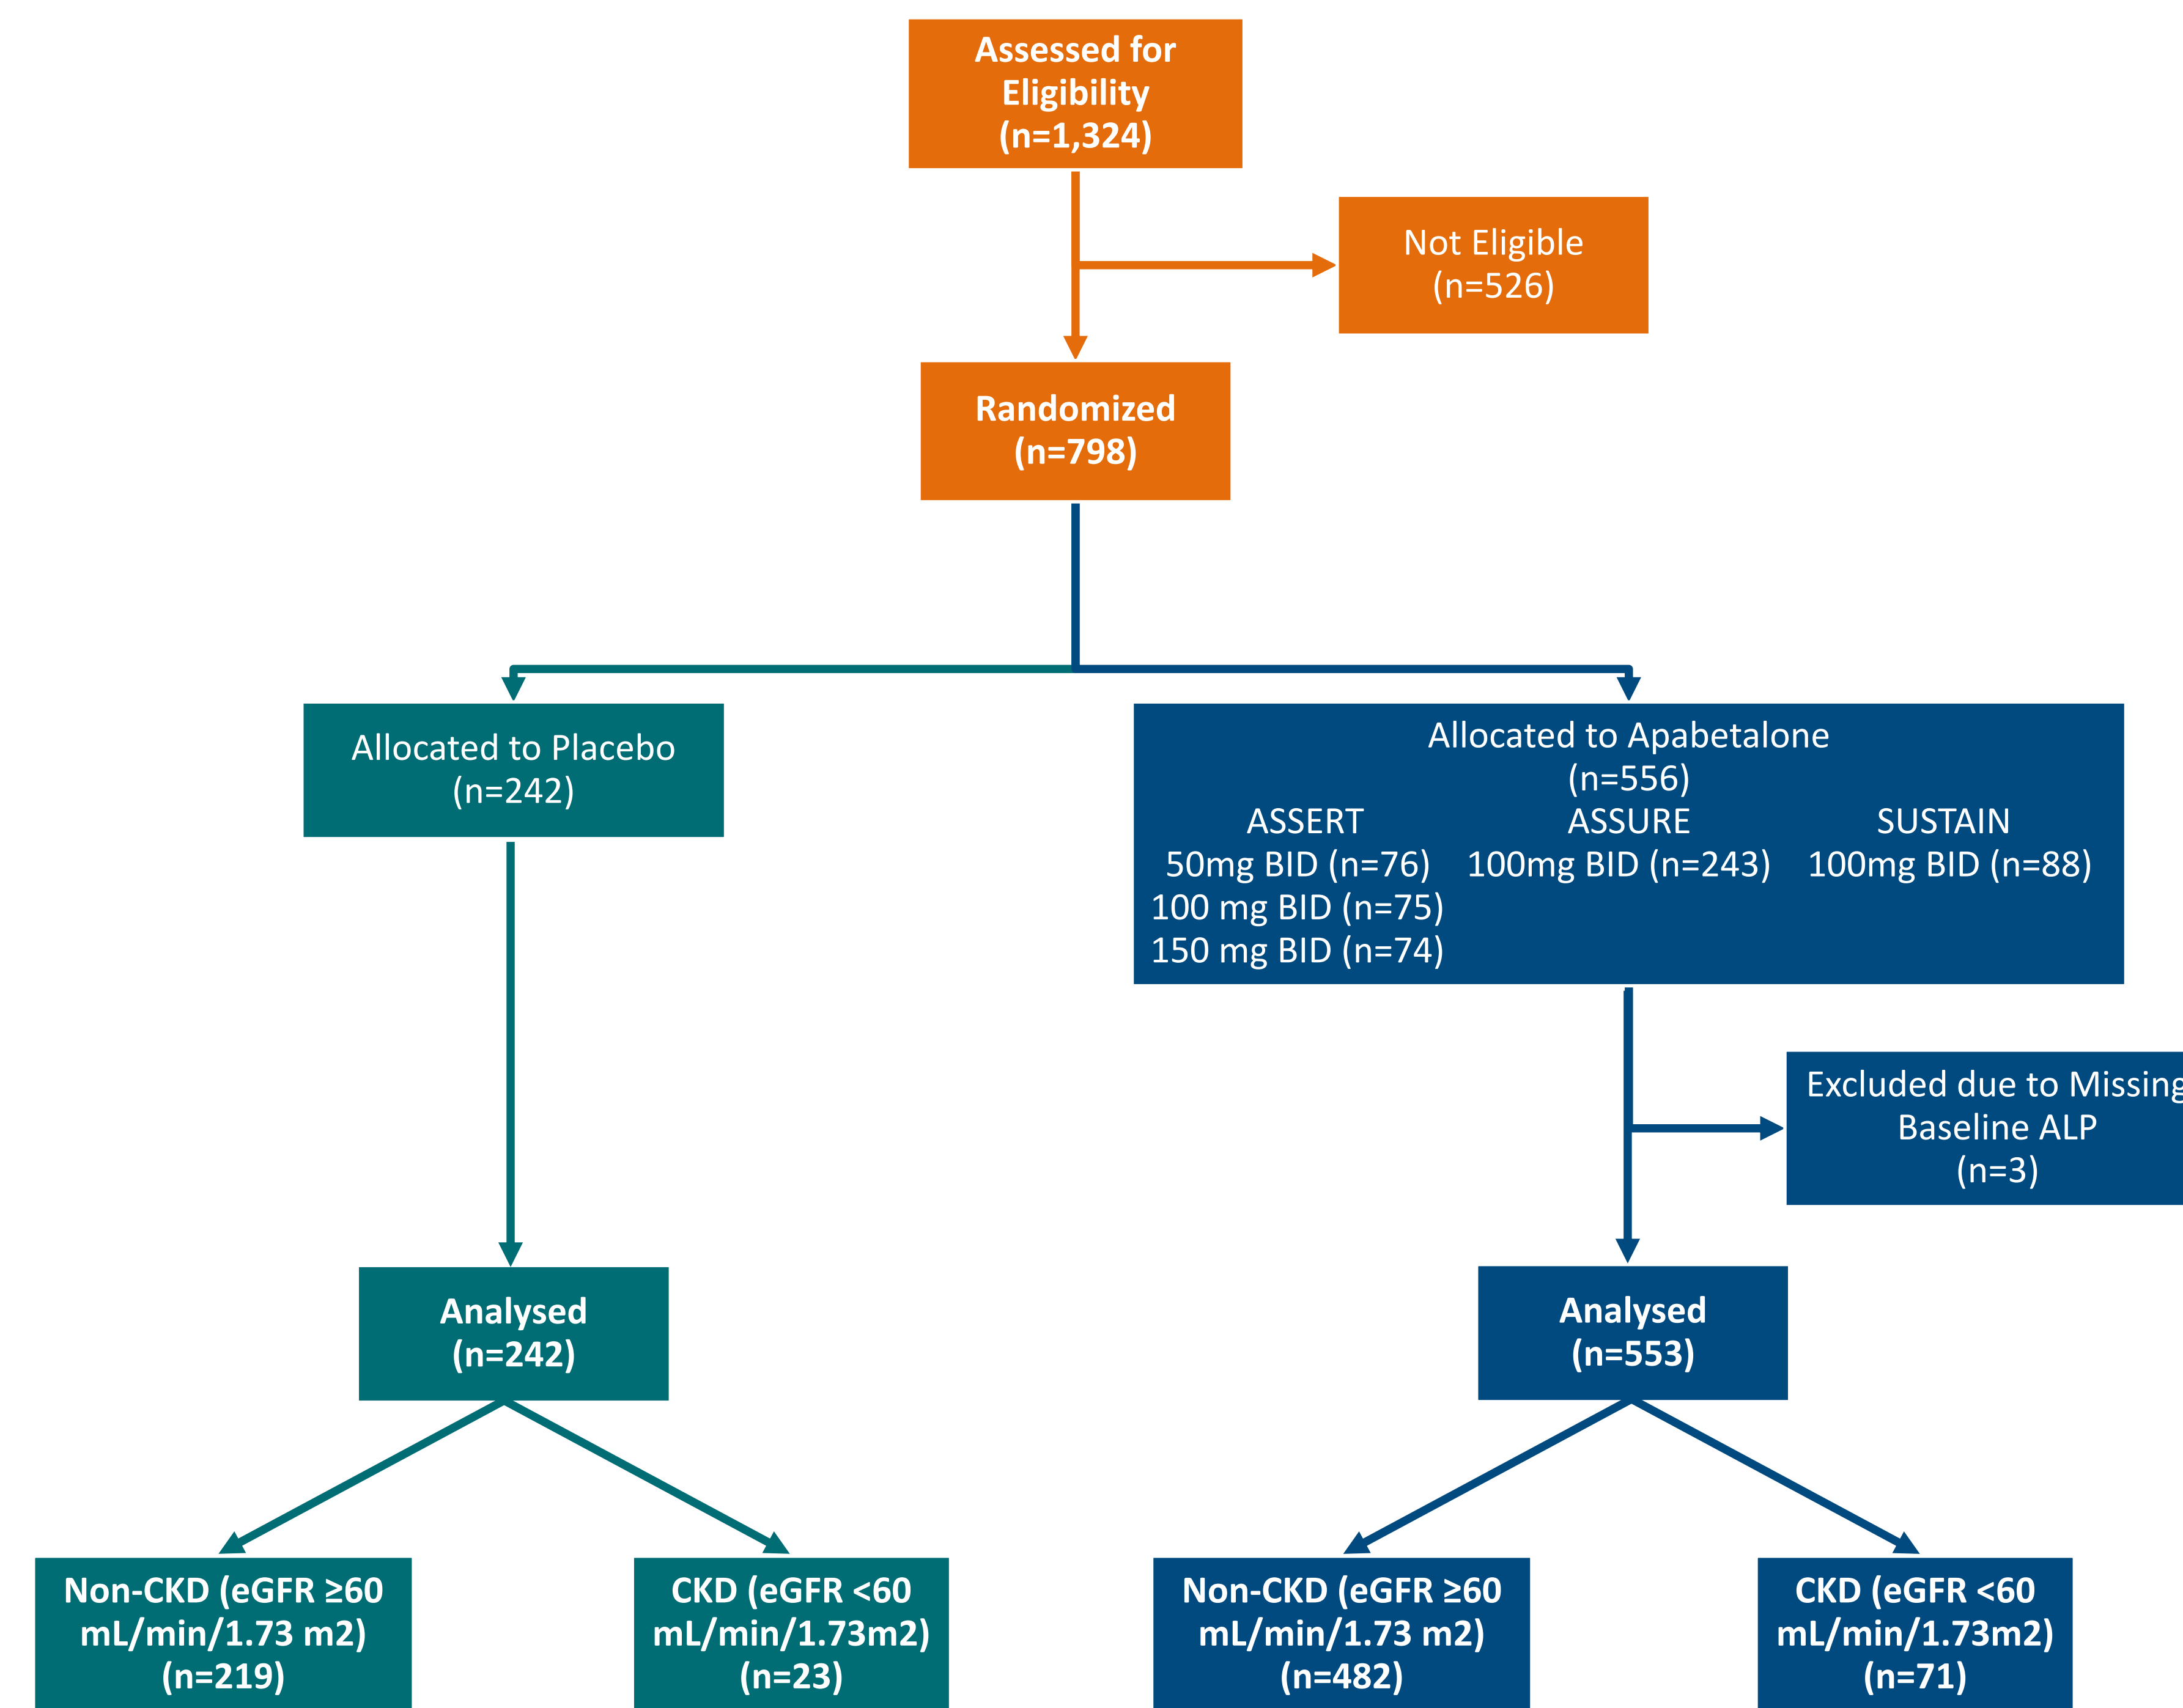 Assessed for
Eligibility
(n=1,324)
Not Eligible
(n=526)
Randomized
(n=798)
Allocated to Placebo
(n=242)
Allocated to Apabetalone
(n=556)
ASSERT ASSURE SUSTAIN
50mg BID (n=76) 100mg BID (n=243) 100mg BID (n=88)
100 mg BID (n=75)
150 mg BID (n=74)
Excluded due to Missing
Baseline ALP
(n=3)
Analysed
(n=242)
Analysed
(n=553)
Non-CKD (eGFR ≥60
mL/min/1.73 m2)
(n=219)
CKD (eGFR <60
mL/min/1.73m2)
(n=23)
Non-CKD (eGFR ≥60
mL/min/1.73 m2)
(n=482)
CKD (eGFR <60
mL/min/1.73m2)
(n=71)